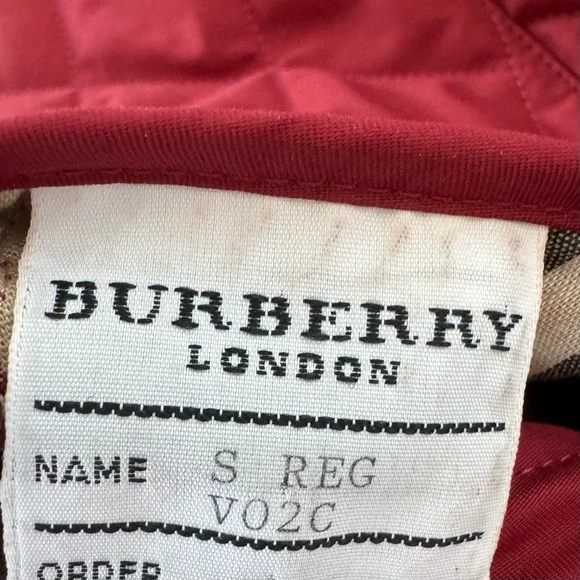 BURBERRY
LONDON
NAME S REG
V02C
ORDER